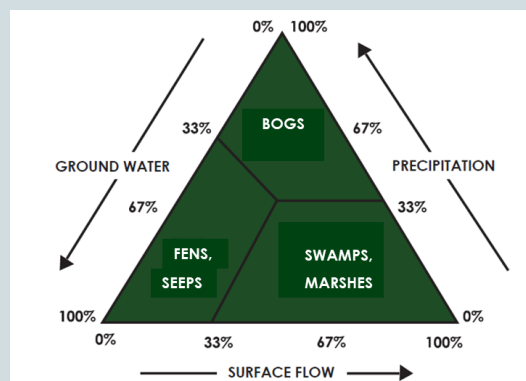 0% 100%
BOGS
33% 67%
GROUND WATER PRECIPITATION
67% 33%
FENS, SWAMPS,
SEEPS MARSHES
100% 0%
0% 33% 67% 100%
SURFACE FLOW